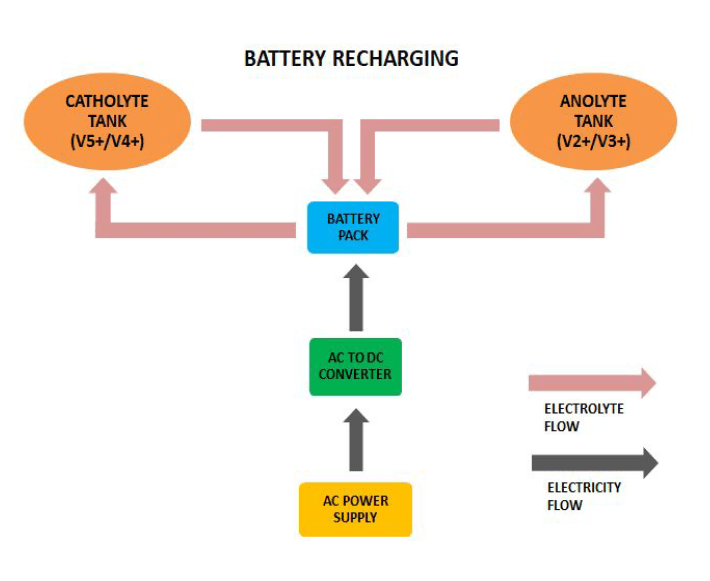 BATTERY RECHARGING
CATHOLYTE
TANK
(V5+/V4+)
ANOLYTE
TANK
(V2+/V3+)
BATTERY
PACK
AC TO DC
CONVERTER
ELECTROLYTE
FLOW
ELECTRICITY
FLOW
AC POWER
SUPPLY